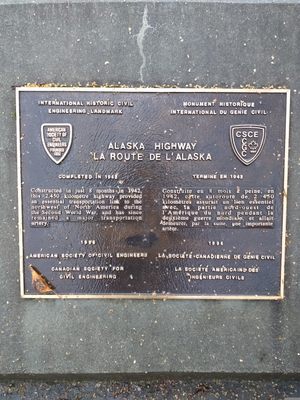 INTERNATIONAL HISTORIC CIVIL
ENGINEERING LANDMARK
MONUMENT HISTORIQUE
INTERNATIONAL DU GENIE CIVIL
AMERICAN
SOCIETY OF
CIVIL
ENGINEERS
CSCE
ALASKA HIGHWAY
LA ROUTE DE L'ALASKA
COMPLETED IN 1942
Constructed in just 8 months in 1942,
this 2,450 kilometre highway provided
an essential transportation link to the
northwest of North America during
the Second World War, and has since
remained a major transportation
artery.
TERMINÉ EN 1942
Construite en 8 mois à peine, en
1942, cette autoroute de 2 450
kilomètres assurait un lien essentiel
avec la partie nord-ouest de
l'Amérique du nord pendant la
deuxième guerre mondiale, et allait
demeurer, par la suite, une importante
artère.
1996
AMERICAN SOCIETY OF CIVIL ENGINEERS
CANADIAN SOCIETY FOR
CIVIL ENGINEERING
1996
LA SOCIÉTÉ CANADIENNE DE GÉNIE CIVIL
LA SOCIÉTÉ AMÉRICAINE DES
INGÉNIEURS CIVILS